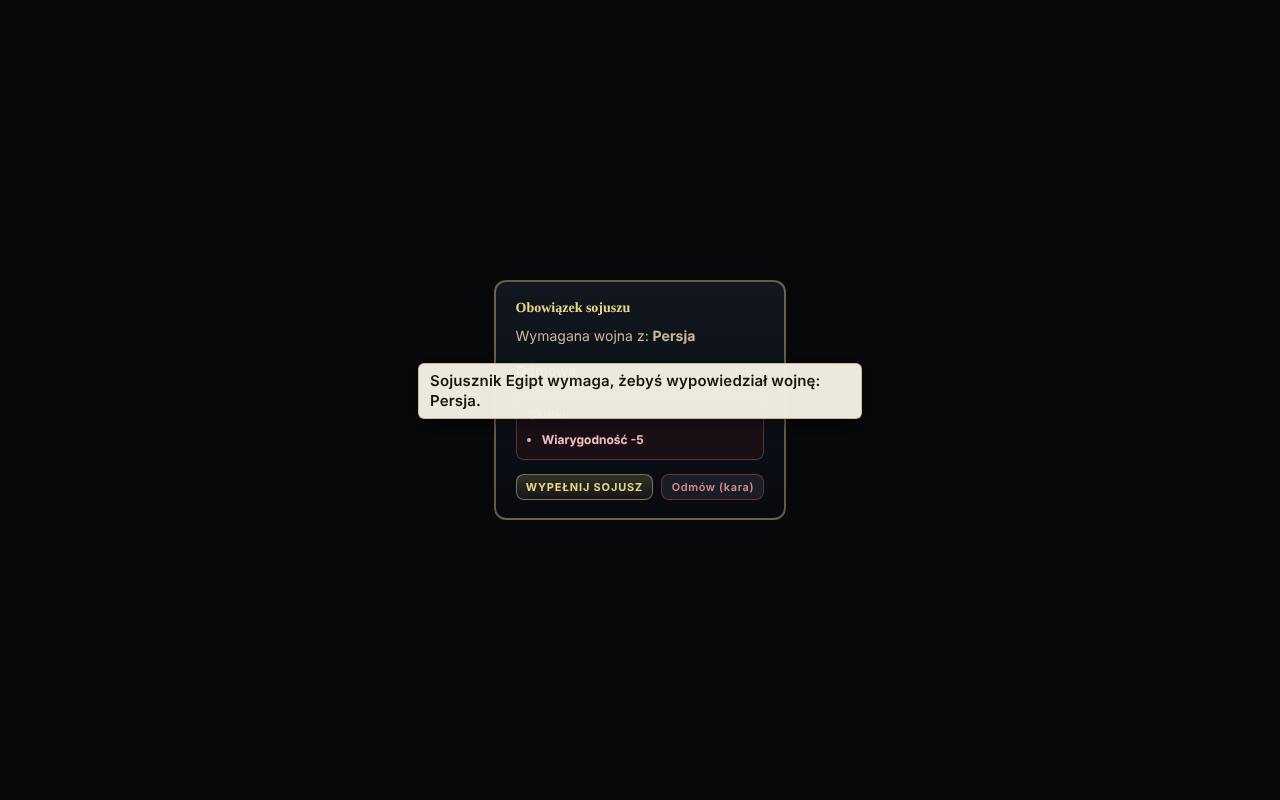 Obowiązek sojuszu
Wymagana wojna z: Persja
Sojusznik Egipt wymaga, żebyś wypowiedział wojnę:
Persja.
Wiarygodność -5
WYPEŁNIJ SOJUSZ
Odmów (kara)